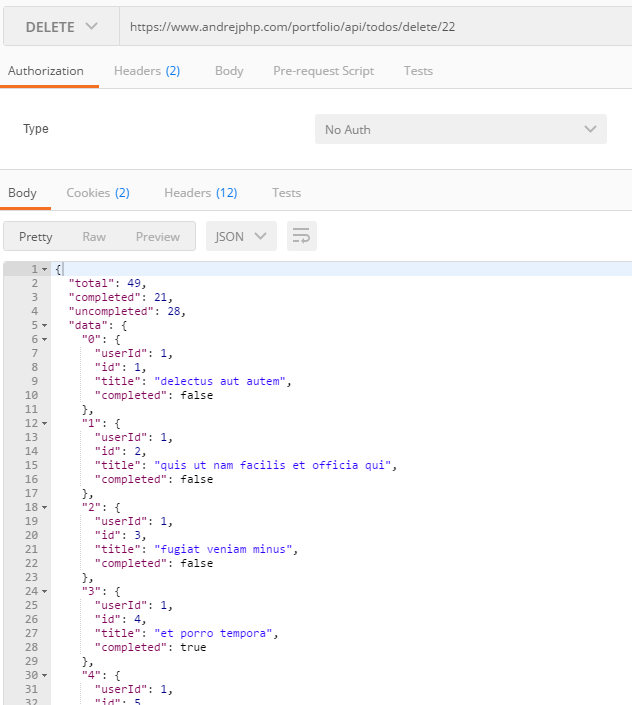 DELETE https://www.andrejphp.com/portfolio/api/todos/delete/22
Authorization Headers (2) Body Pre-request Script Tests
Type No Auth
Body Cookies (2) Headers (12) Tests
Pretty Raw Preview JSON
1 {
2 "total": 49,
3 "completed": 21,
4 "uncompleted": 28,
5 "data": {
6 "0": {
7 "userId": 1,
8 "id": 1,
9 "title": "delectus aut autem",
10 "completed": false
11 },
12 "1": {
13 "userId": 1,
14 "id": 2,
15 "title": "quis ut nam facilis et officia qui",
16 "completed": false
17 },
18 "2": {
19 "userId": 1,
20 "id": 3,
21 "title": "fugiat veniam minus",
22 "completed": false
23 },
24 "3": {
25 "userId": 1,
26 "id": 4,
27 "title": "et porro tempora",
28 "completed": true
29 },
30 "4": {
31 "userId": 1,
32 "id": 5